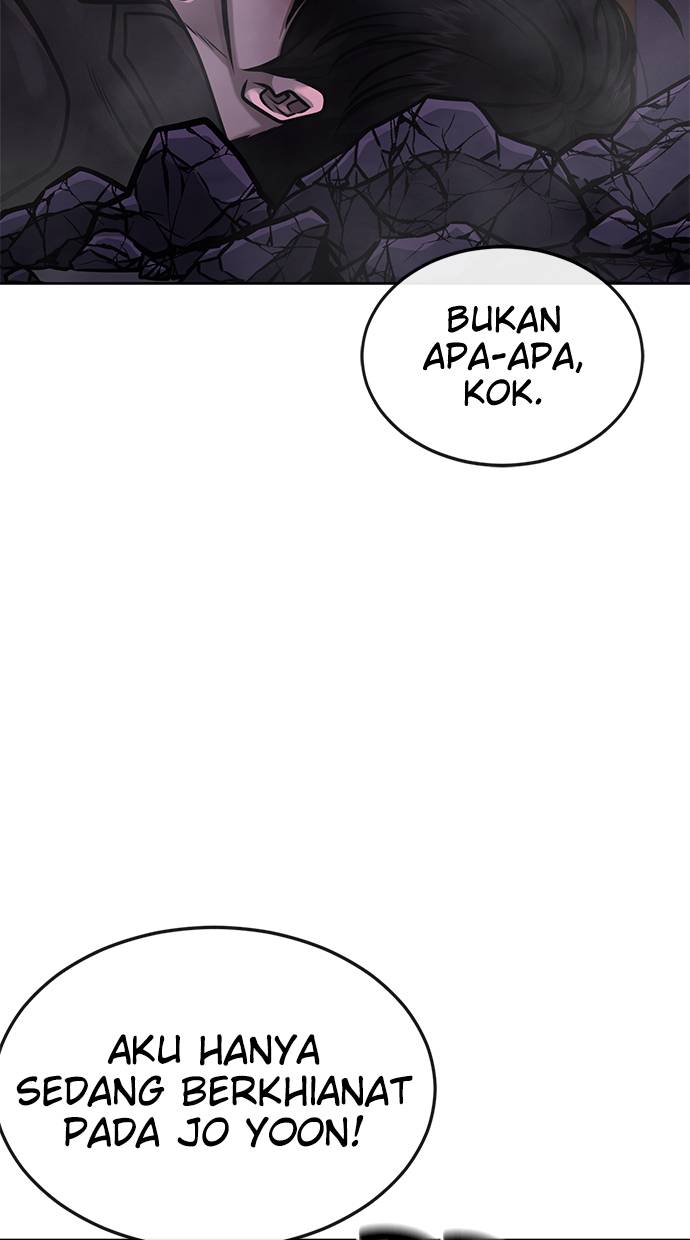 BUKAN
APA-APA,
KOK.
AKU HANYA
SEDANG BERKHIANAT
PADA JO YOON!